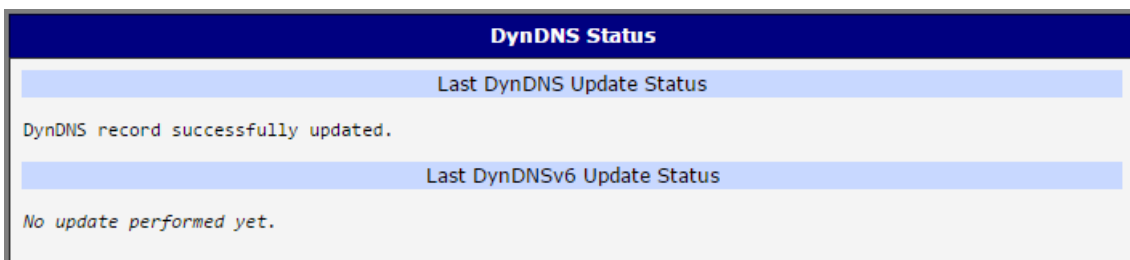 DynDNS Status
Last DynDNS Update Status
DynDNS record successfully updated.
Last DynDNSv6 Update Status
No update performed yet.